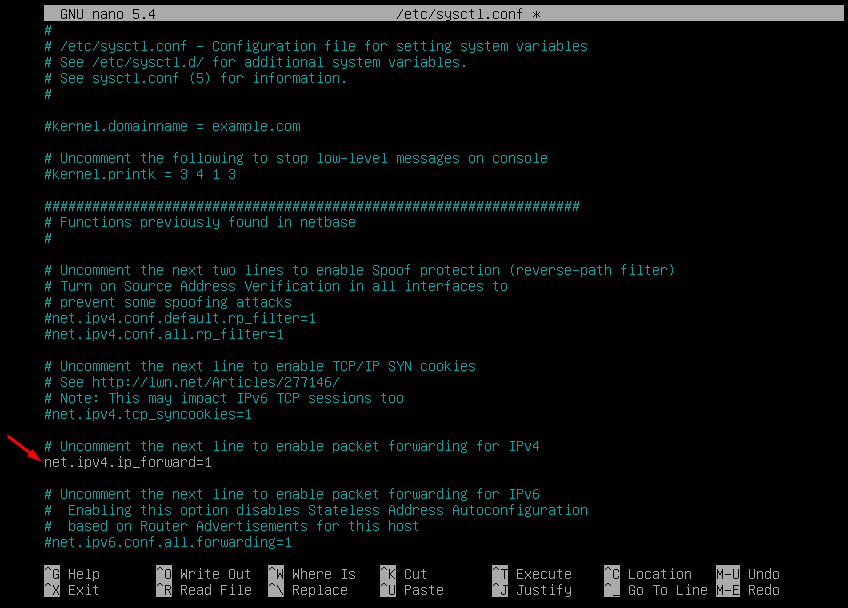 GNU nano 5.4 /etc/sysctl.conf *
#
# /etc/sysctl.conf - Configuration file for setting system variables
# See /etc/sysctl.d/ for additional system variables.
# See sysctl.conf (5) for information.
#
#kernel.domainname = example.com
# Uncomment the following to stop low-level messages on console
#kernel.printk = 3 4 1 3
###################################################################
# Functions previously found in netbase
#
# Uncomment the next two lines to enable Spoof protection (reverse-path filter)
# Turn on Source Address Verification in all interfaces to
# prevent some spoofing attacks
#net.ipv4.conf.default.rp_filter=1
#net.ipv4.conf.all.rp_filter=1
# Uncomment the next line to enable TCP/IP SYN cookies
# See http://lwn.net/Articles/277146/
# Note: This may impact IPv6 TCP sessions too
#net.ipv4.tcp_syncookies=1
# Uncomment the next line to enable packet forwarding for IPv4
net.ipv4.ip_forward=1
# Uncomment the next line to enable packet forwarding for IPv6
#  Enabling this option disables Stateless Address Autoconfiguration
#  based on Router Advertisements for this host
#net.ipv6.conf.all.forwarding=1
^G Help ^O Write Out ^W Where Is ^K Cut ^T Execute ^C Location M-U Undo
^X Exit ^R Read File ^\ Replace ^U Paste ^J Justify ^_ Go To Line M-E Redo